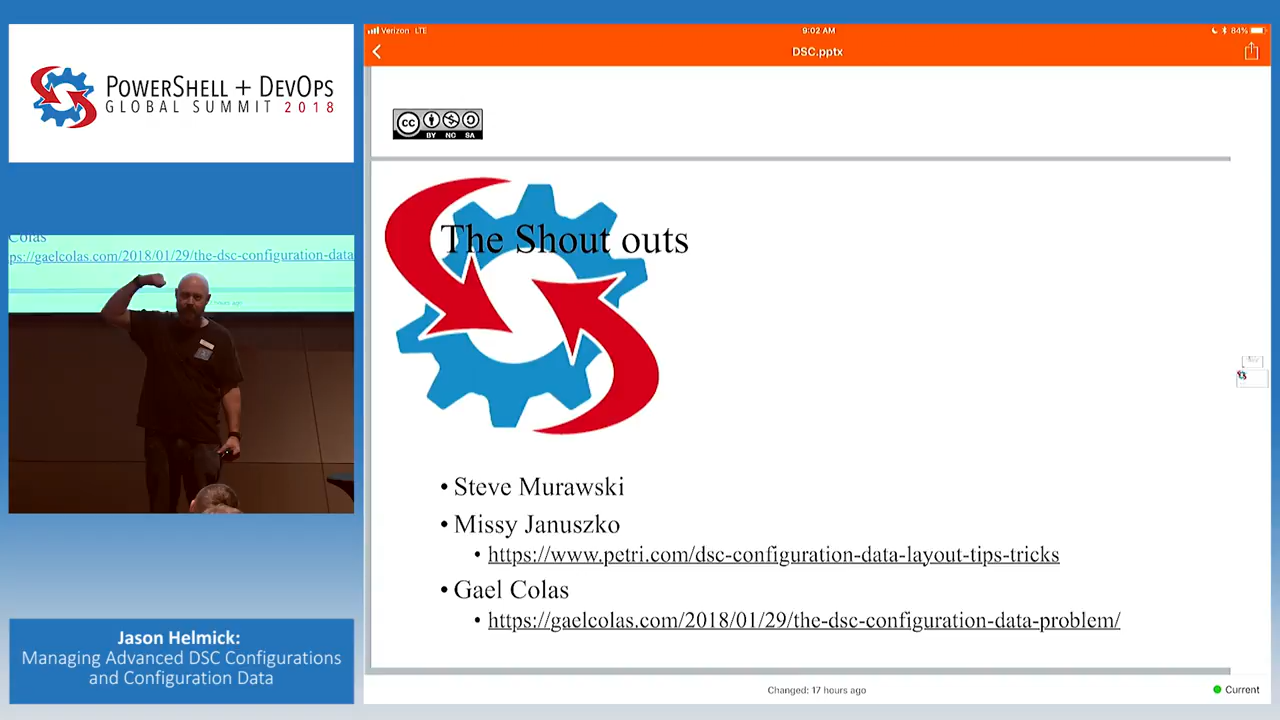 POWERSHELL + DEVOPS
GLOBAL SUMMIT 2018
Colas
ps://gaelcolas.com/2018/01/29/the-dsc-configuration-data
hours ago
Jason Helmick:
Managing Advanced DSC Configurations
and Configuration Data
Verizon LTE
9:02 AM
84%
DSC.pptx
CC
BY NC SA
The Shout outs
• Steve Murawski
• Missy Januszko
• https://www.petri.com/dsc-configuration-data-layout-tips-tricks
• Gael Colas
• https://gaelcolas.com/2018/01/29/the-dsc-configuration-data-problem/
Changed: 17 hours ago
Current